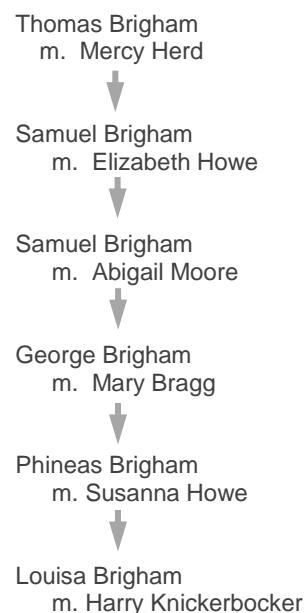 Thomas Brigham
m. Mercy Herd
Samuel Brigham
m. Elizabeth Howe
Samuel Brigham
m. Abigail Moore
George Brigham
m. Mary Bragg
Phineas Brigham
m. Susanna Howe
Louisa Brigham
m. Harry Knickerbocker